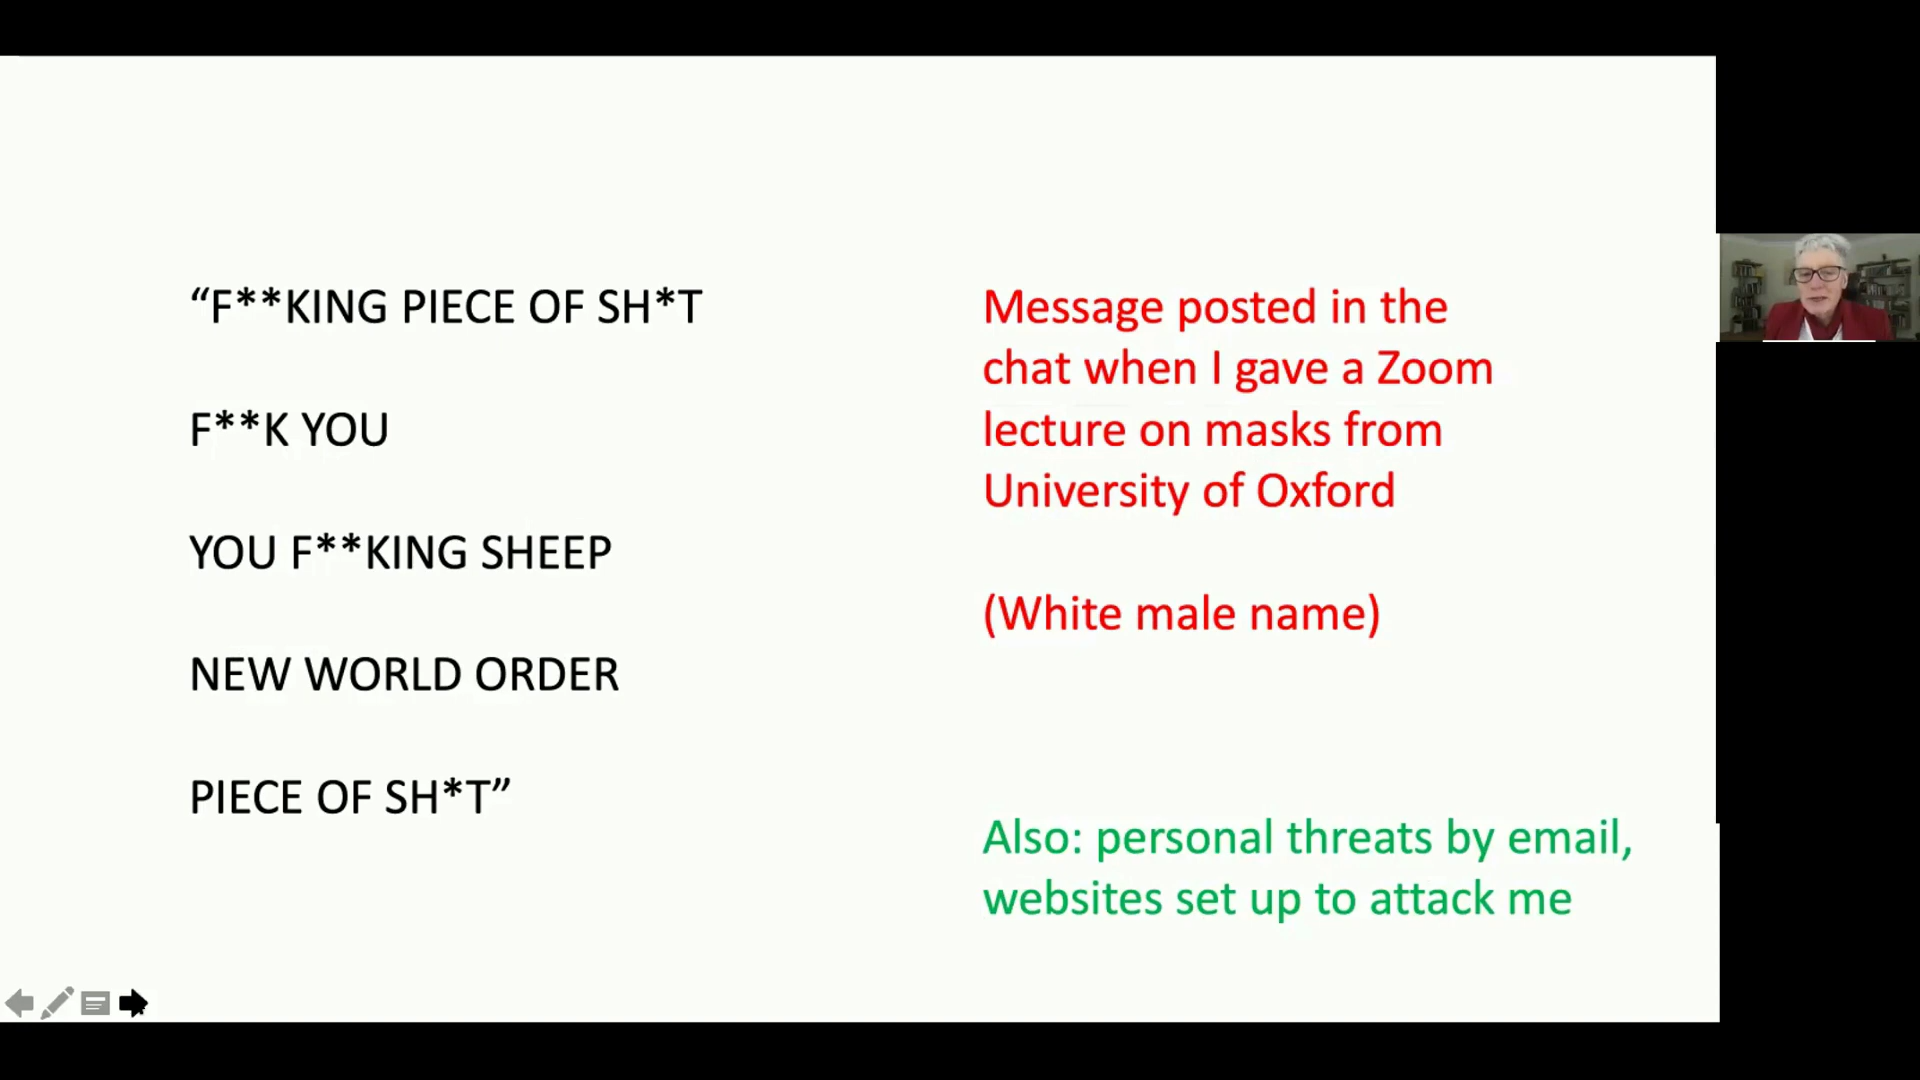 “F**KING PIECE OF SH*T
F**K YOU
YOU F**KING SHEEP
NEW WORLD ORDER
PIECE OF SH*T”
Message posted in the
chat when I gave a Zoom
lecture on masks from
University of Oxford
(White male name)
Also: personal threats by email,
websites set up to attack me